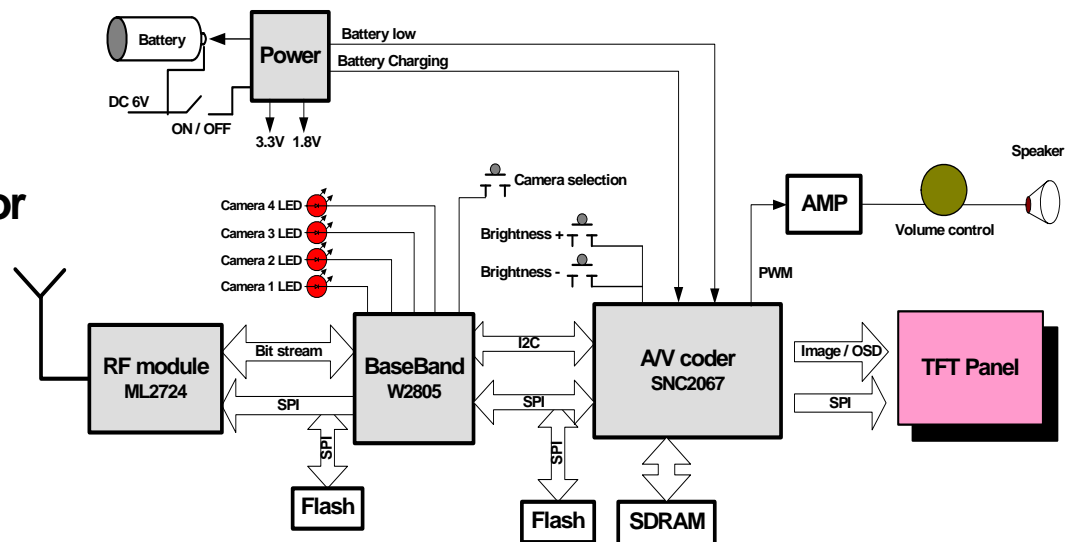 Battery
Power
Battery low
Battery Charging
DC 6V
ON / OFF
3.3V
1.8V
or
Camera selection
Speaker
Camera 4 LED
Camera 3 LED
Camera 2 LED
Camera 1 LED
Brightness +
Brightness -
AMP
Volume control
PWM
RF module
ML2724
Bit stream
SPI
BaseBand
W2805
I2C
SPI
A/V coder
SNC2067
Image / OSD
SPI
TFT Panel
SPI
SPI
Flash
Flash
SDRAM